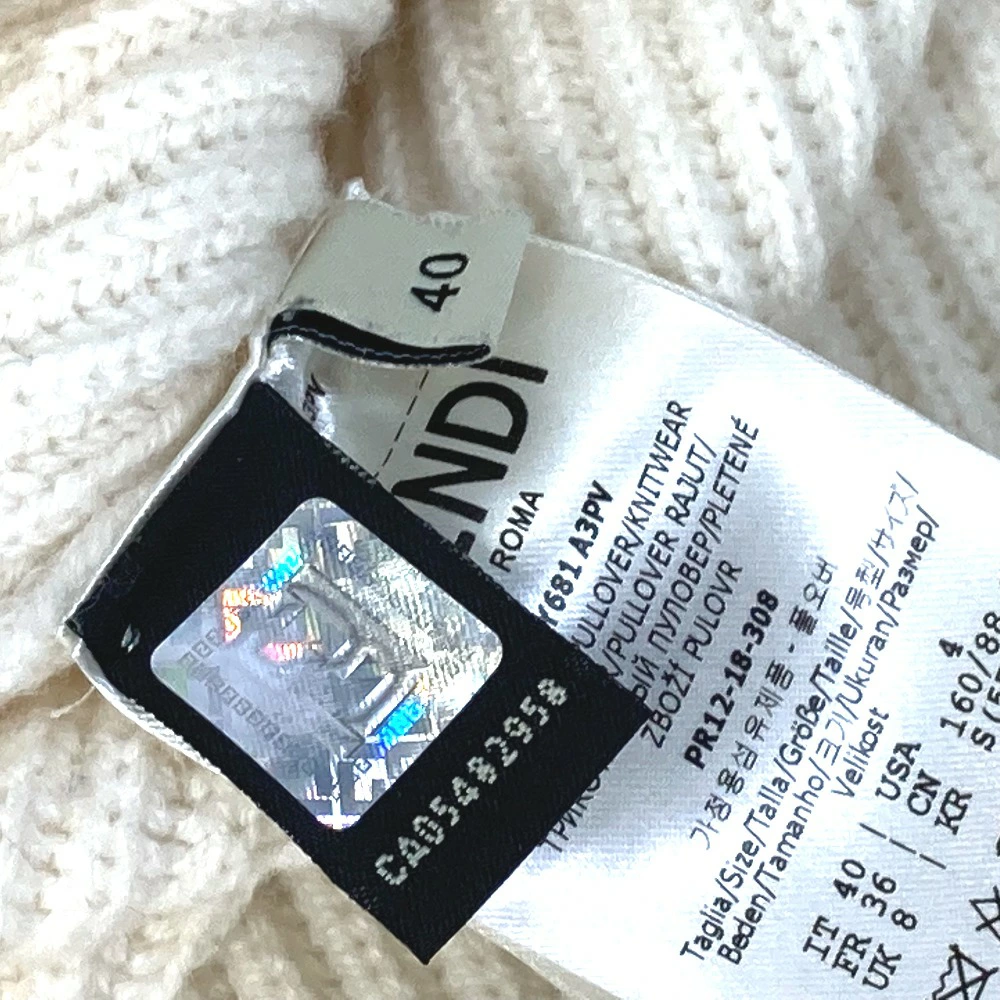 40
ENDI
ROMA
681 A3PV
PULLOVER/KNITWEAR
/PULLOVER RAJUT/
ЫЙ ПУЛОВЕР/PLETENÉ
ZBOŽÍ PULOVR
PR12-18-308
가정용섬유제품 - 풀오버
Taglia/Size/Talla/Größe/Taille/号型/サイズ/
Beden/Tamanho/크기/Ukuran/Размер/
Velikost
IT 40 | USA 4
FR 36 | CN 160/88
UK 8 KR
CA05482958